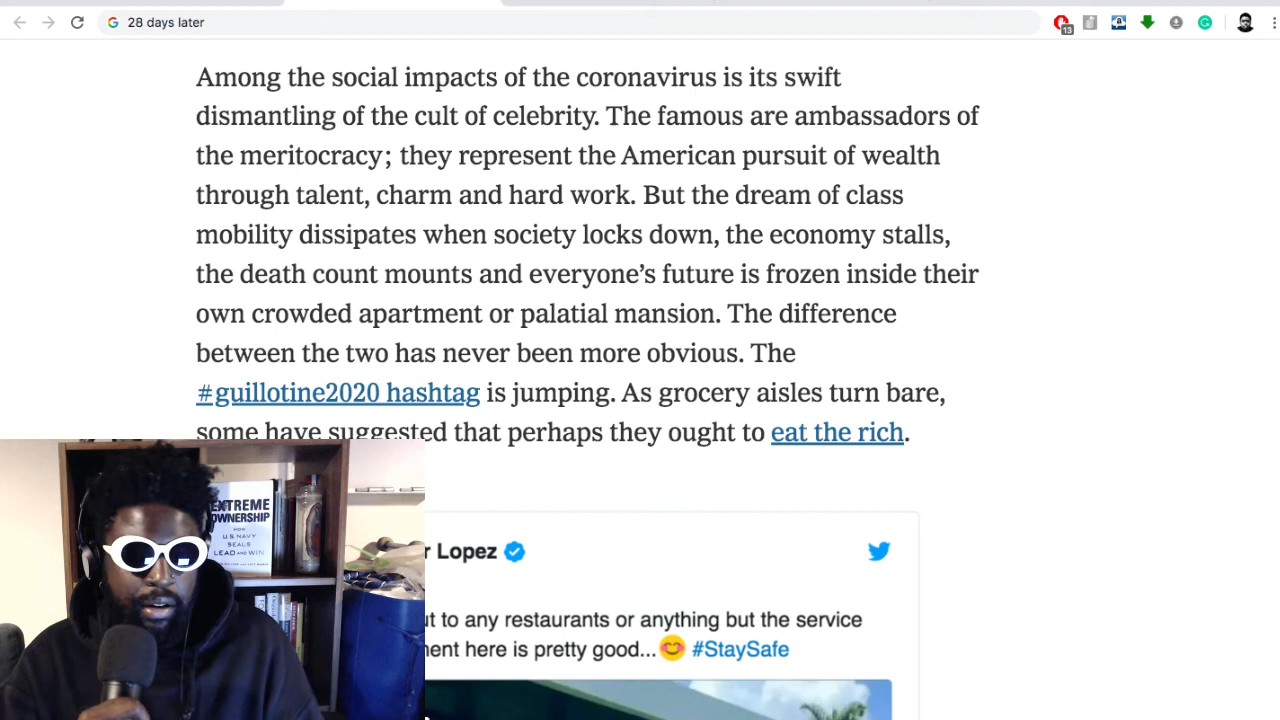 28 days later
13
Among the social impacts of the coronavirus is its swift
dismantling of the cult of celebrity. The famous are ambassadors of
the meritocracy; they represent the American pursuit of wealth
through talent, charm and hard work. But the dream of class
mobility dissipates when society locks down, the economy stalls,
the death count mounts and everyone’s future is frozen inside their
own crowded apartment or palatial mansion. The difference
between the two has never been more obvious. The
#guillotine2020 hashtag is jumping. As grocery aisles turn bare,
some have suggested that perhaps they ought to eat the rich.
EXTREME
OWNERSHIP
HOW
U.S. NAVY
SEALS
LEAD AND WIN
r Lopez
to any restaurants or anything but the service
here is pretty good...😊 #StaySafe